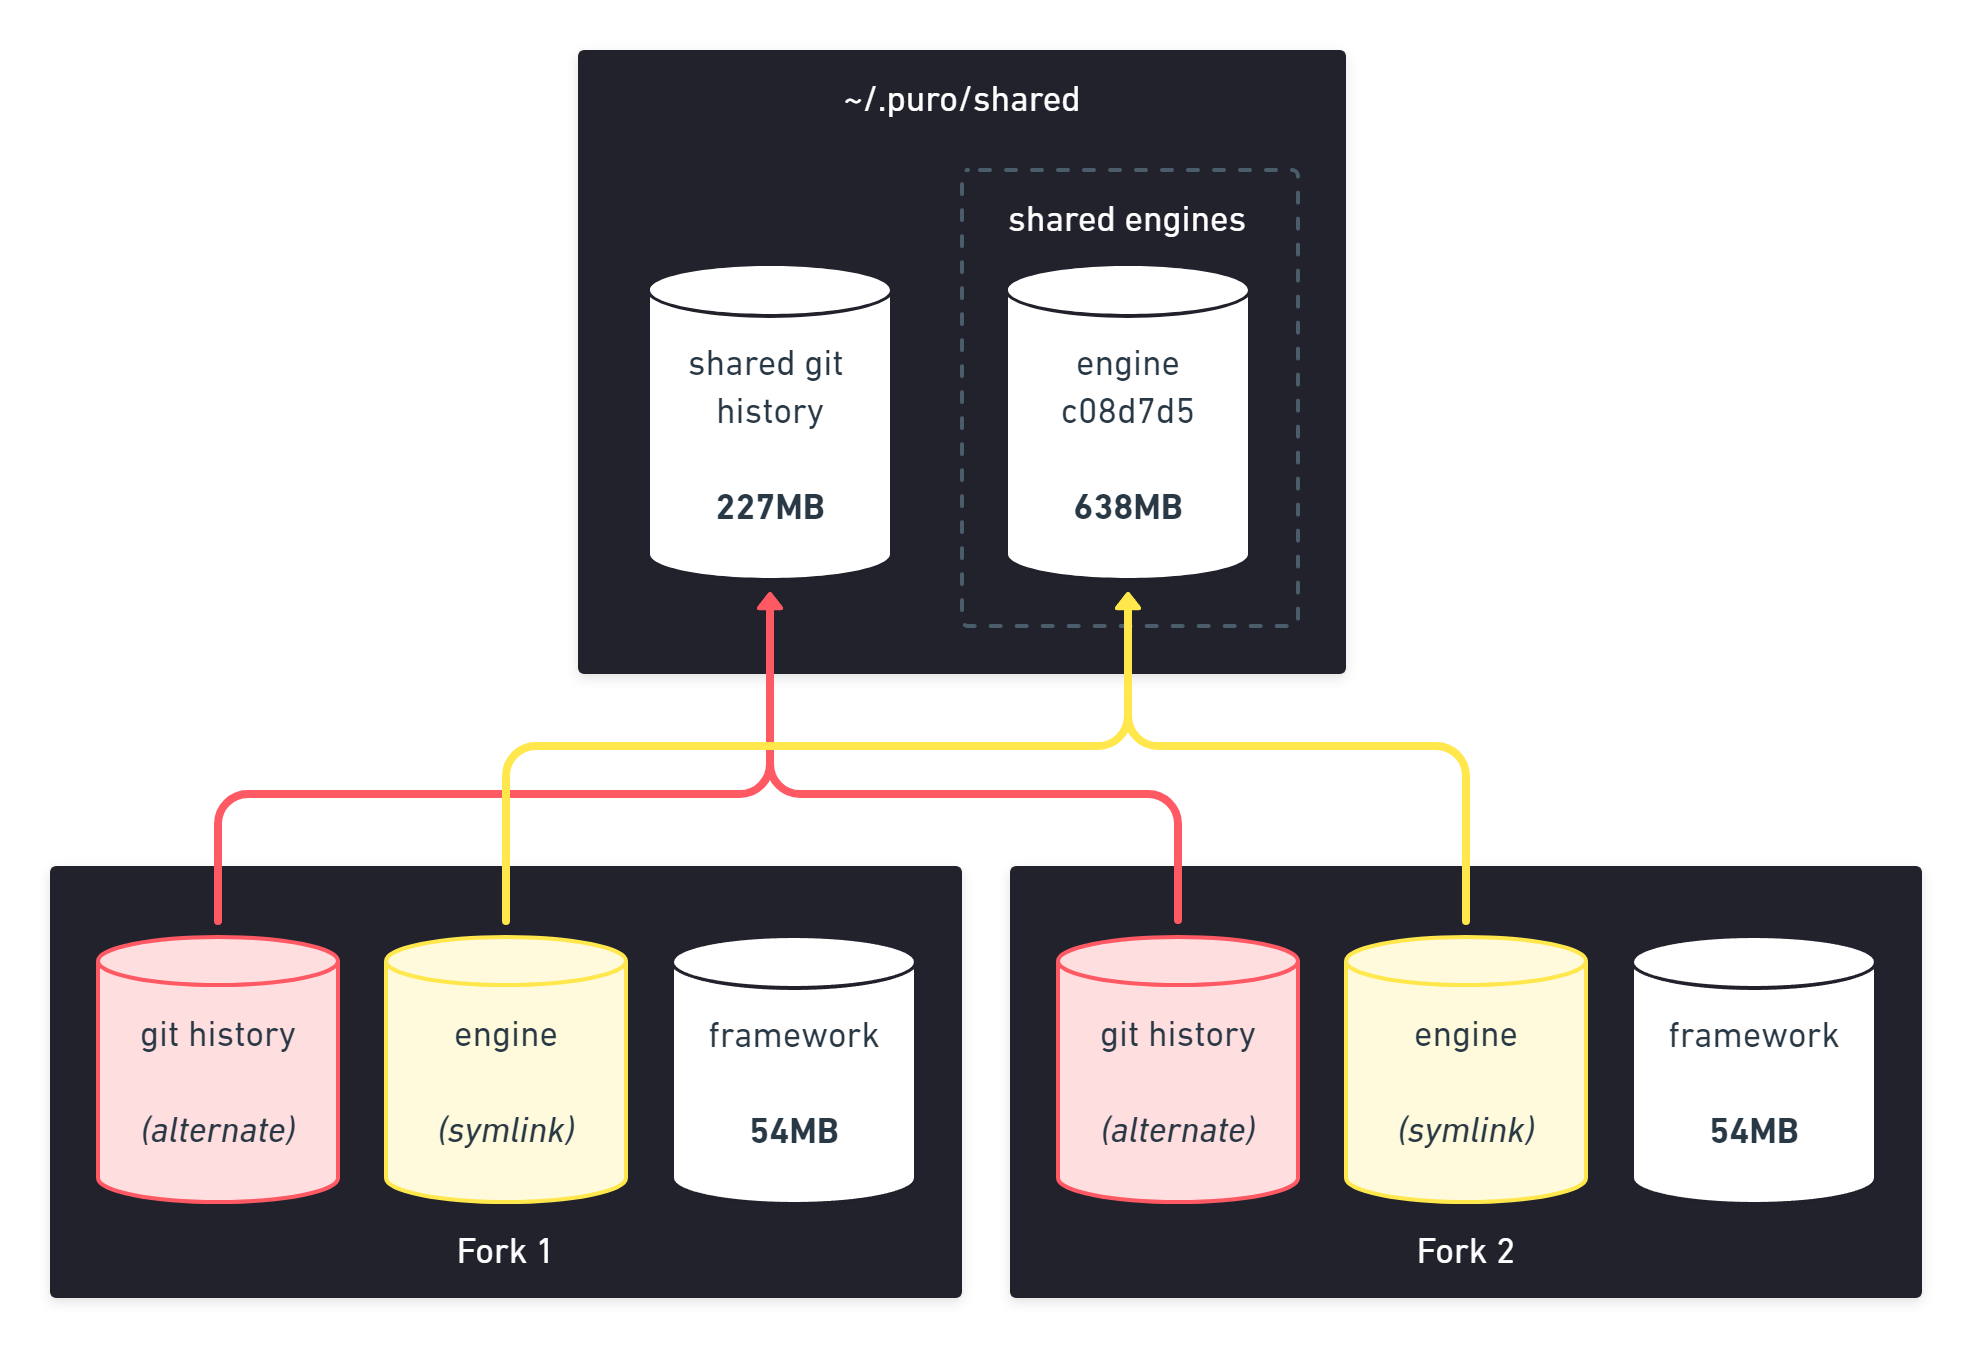 ~/.puro/shared
shared engines
shared git
history
227MB
engine
c08d7d5
638MB
git history
(alternate)
engine
(symlink)
framework
54MB
Fork 1
git history
(alternate)
engine
(symlink)
framework
54MB
Fork 2